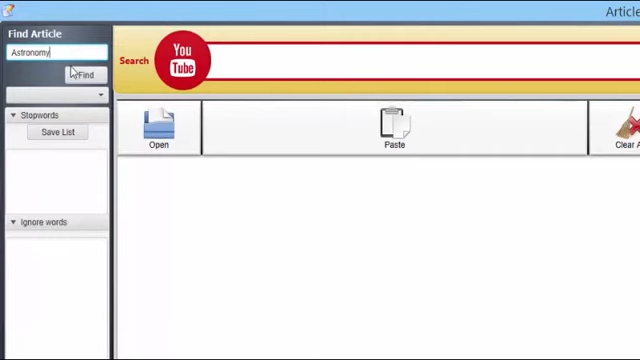 Article
Find Article
Astronomy
Find
Search
You
Tube
Stopwords
Save List
Open
Paste
Clear A
Ignore words